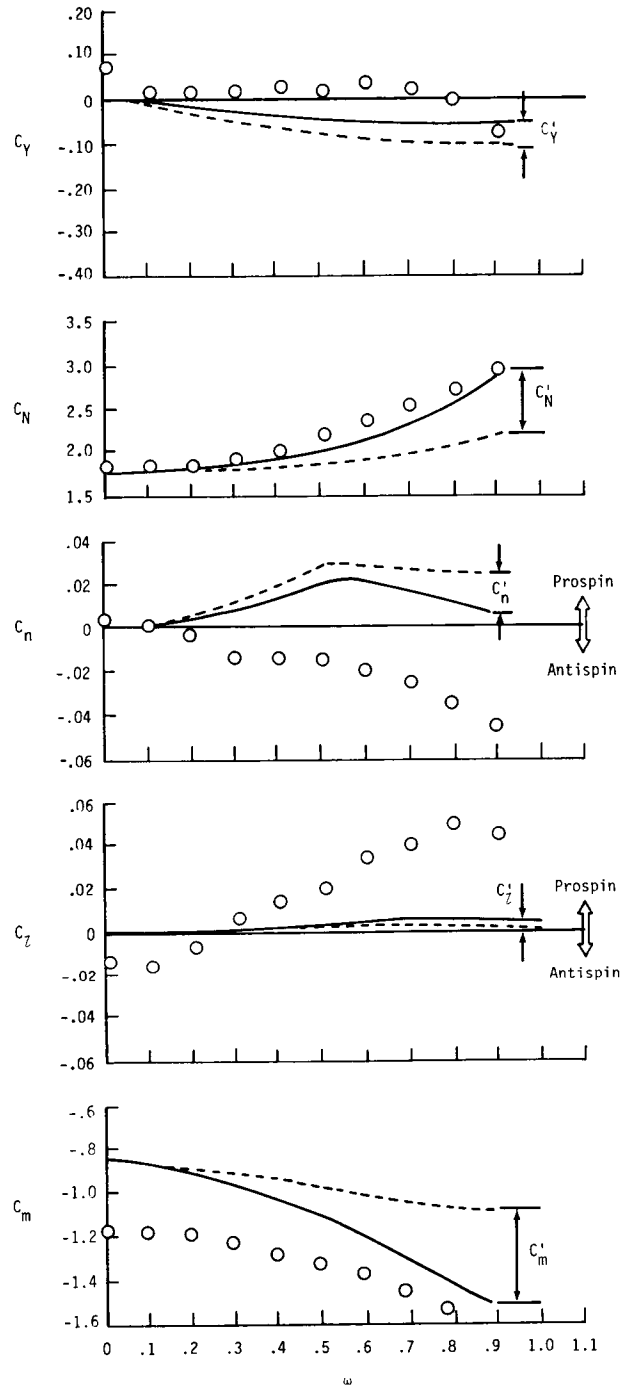 .20
.10
0
-.10
-.20
-.30
-.40
C_Y
C'_Y
3.5
3.0
2.5
2.0
1.5
C_N
C'_N
.04
.02
0
-.02
-.04
-.06
C_n
C'_n
Prospin
Antispin
.06
.04
.02
0
-.02
-.04
-.06
C_l
C'_l
Prospin
Antispin
-.6
-.8
-1.0
-1.2
-1.4
-1.6
C_m
C'_m
0 .1 .2 .3 .4 .5 .6 .7 .8 .9 1.0 1.1
ω